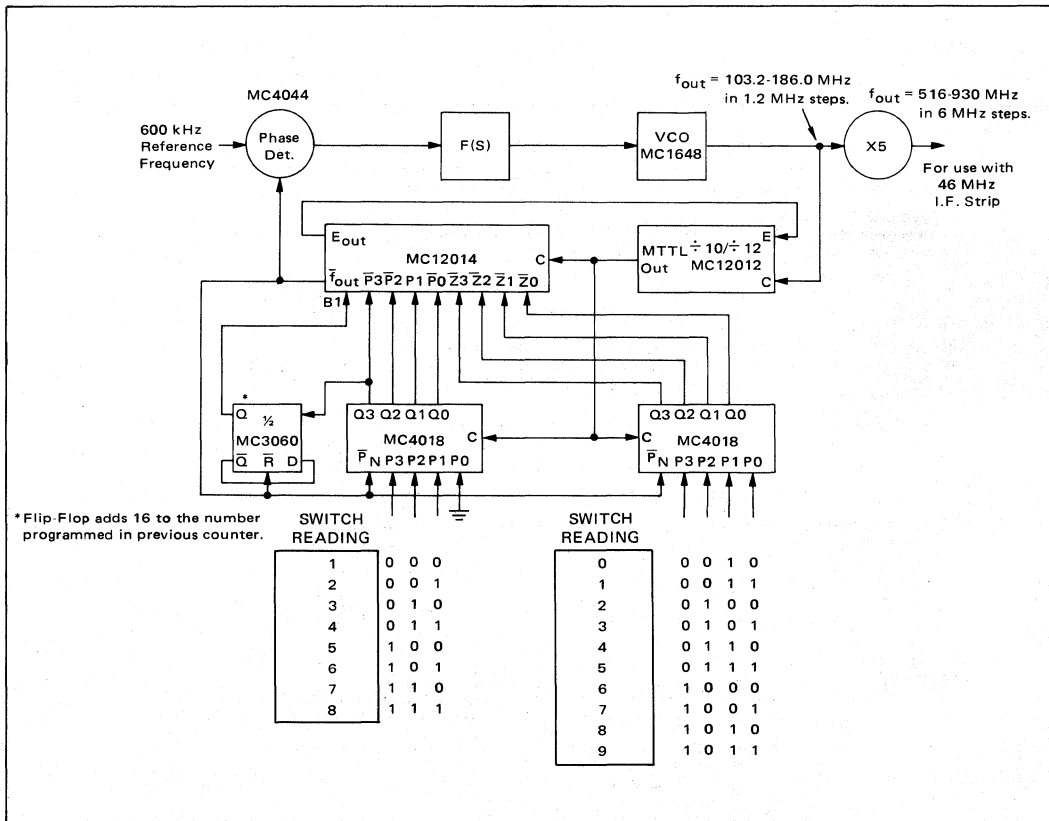 MC4044
600 kHz
Reference
Frequency
Phase
Det.
F(S)
VCO
MC1648
fout = 103.2-186.0 MHz
in 1.2 MHz steps.
X5
fout = 516-930 MHz
in 6 MHz steps.
For use with
46 MHz
I.F. Strip
Eout
MC12014
C
f̅out P̅3 P̅2 P1 P̅0 Z̅3 Z̅2 Z̅1 Z̅0
B1
MTTL ÷ 10/÷ 12
Out MC12012
E
C
*
Q ½
MC3060
Q̅ R̅ D
Q3 Q2 Q1 Q0
MC4018 C
P̅N P3 P2 P1 P0
Q3 Q2 Q1 Q0
C MC4018
P̅N P3 P2 P1 P0
*Flip-Flop adds 16 to the number
programmed in previous counter.
SWITCH
READING
1 0 0 0
2 0 0 1
3 0 1 0
4 0 1 1
5 1 0 0
6 1 0 1
7 1 1 0
8 1 1 1
SWITCH
READING
0 0 0 1 0
1 0 0 1 1
2 0 1 0 0
3 0 1 0 1
4 0 1 1 0
5 0 1 1 1
6 1 0 0 0
7 1 0 0 1
8 1 0 1 0
9 1 0 1 1